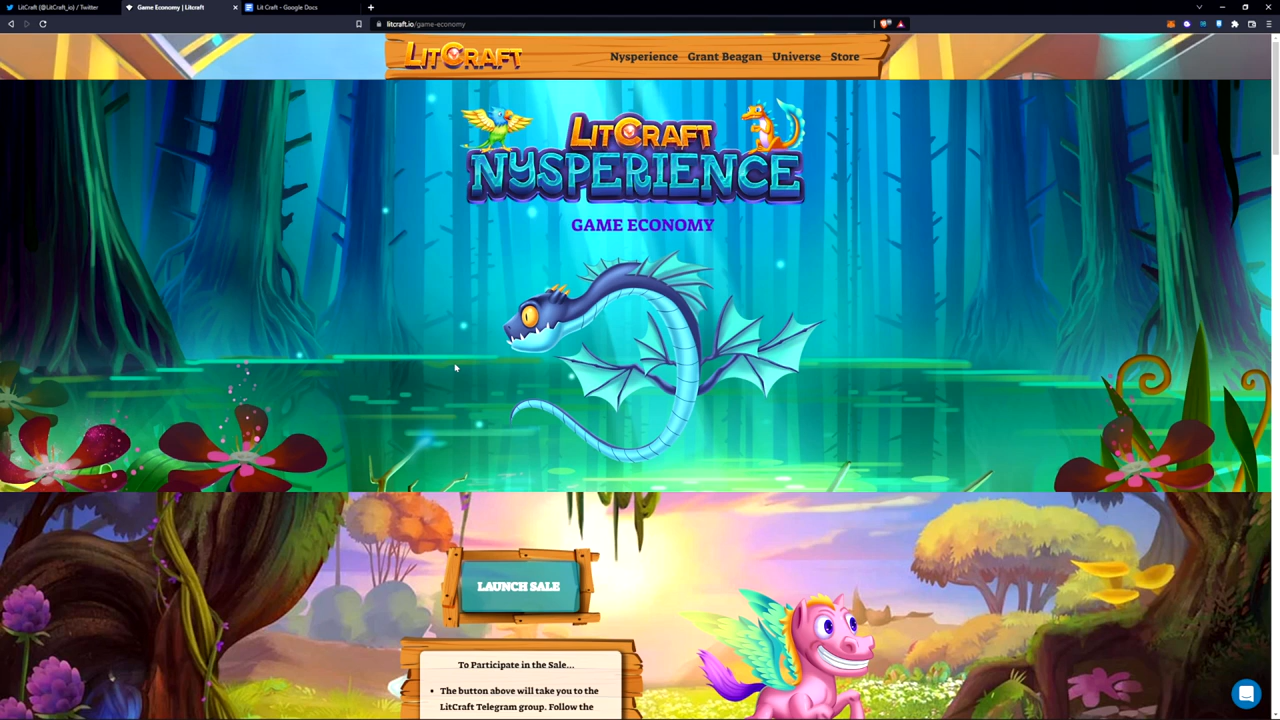 LitCraft (@LitCraft_io) / Twitter
Game Economy | Litcraft
Lit Craft - Google Docs
litcraft.io/game-economy
LITCRAFT
Nysperience Grant Beagan Universe Store
LITCRAFT
NYSPERIENCE
GAME ECONOMY
LAUNCH SALE
To Participate in the Sale...
• The button above will take you to the
LitCraft Telegram group. Follow the